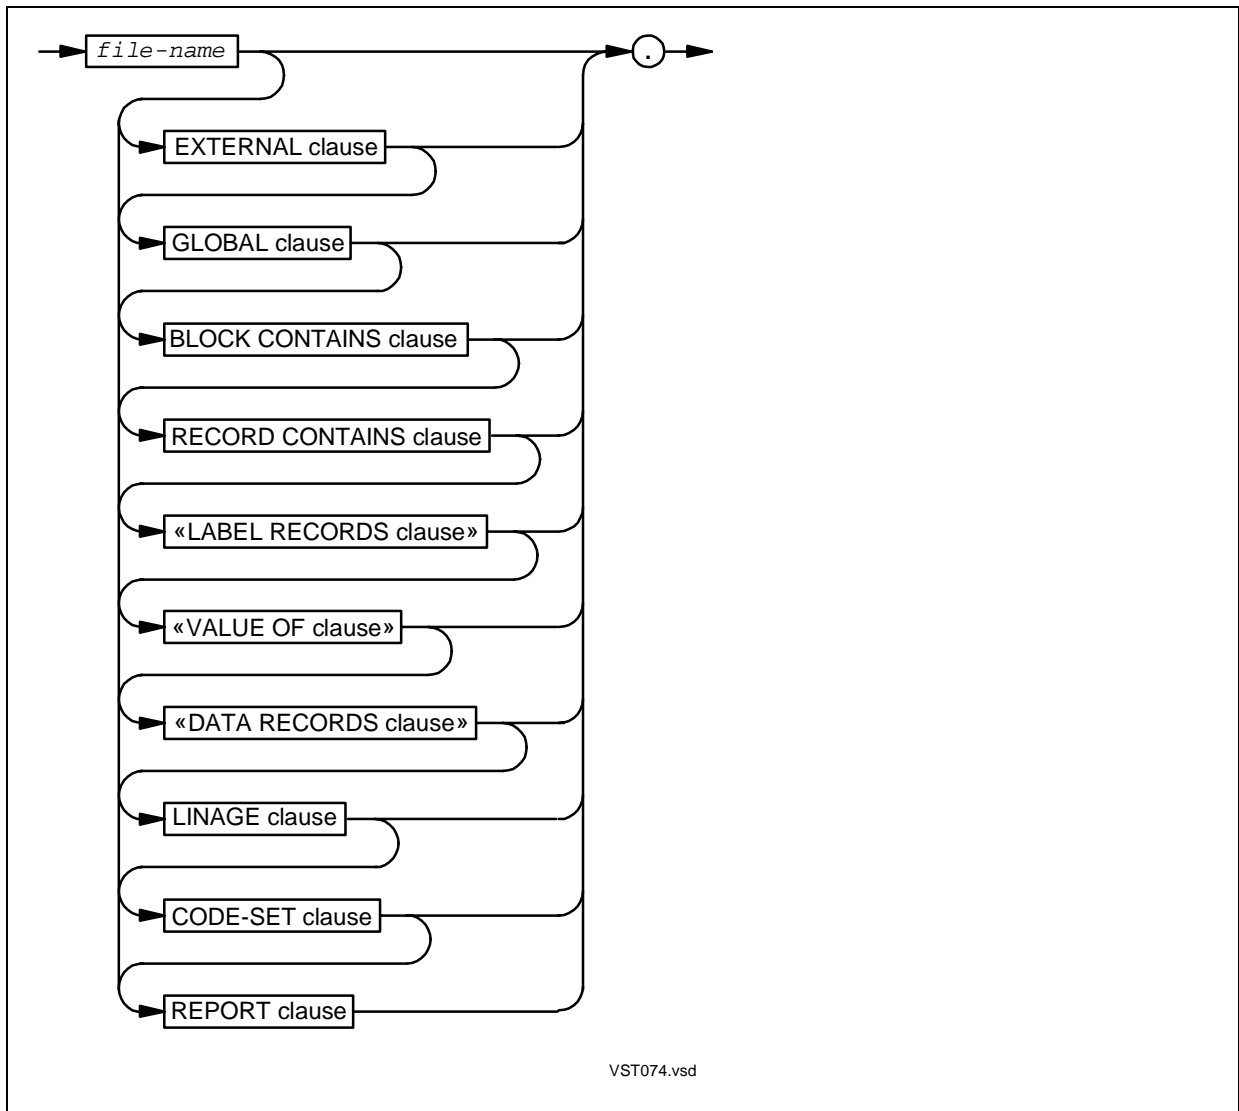 file-name
.
EXTERNAL clause
GLOBAL clause
BLOCK CONTAINS clause
RECORD CONTAINS clause
«LABEL RECORDS clause»
«VALUE OF clause»
«DATA RECORDS clause»
LINAGE clause
CODE-SET clause
REPORT clause
VST074.vsd